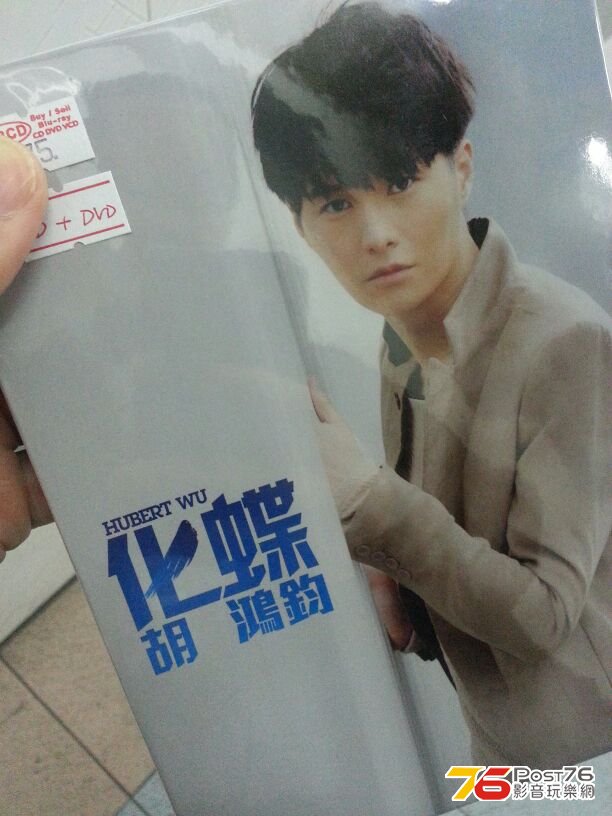 Buy / Sell
Blu-ray
CD DVD VCD
+ DVD
HUBERT WU
化蝶
胡鴻鈞
76 POST76
影音玩樂網